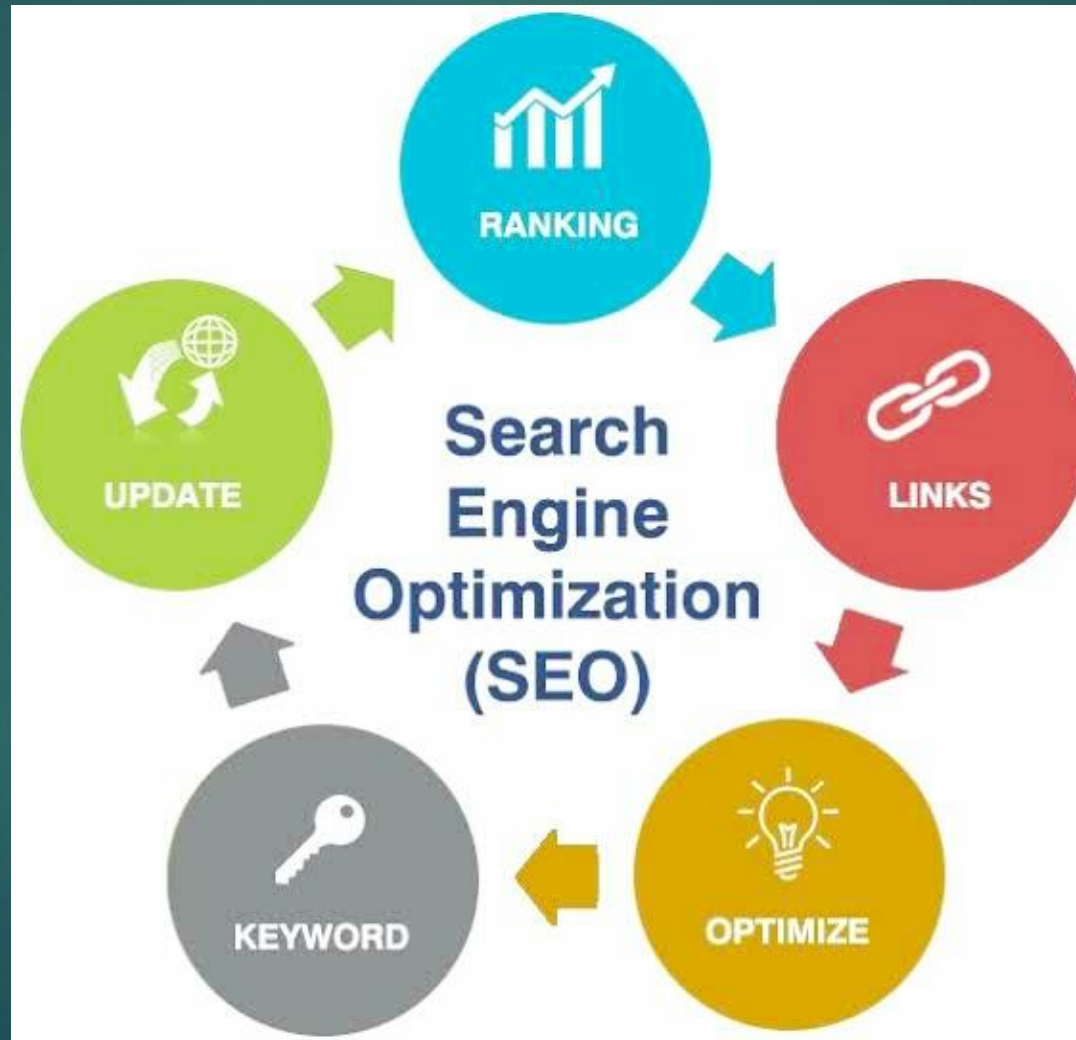 RANKING
LINKS
OPTIMIZE
KEYWORD
UPDATE
Search
Engine
Optimization
(SEO)